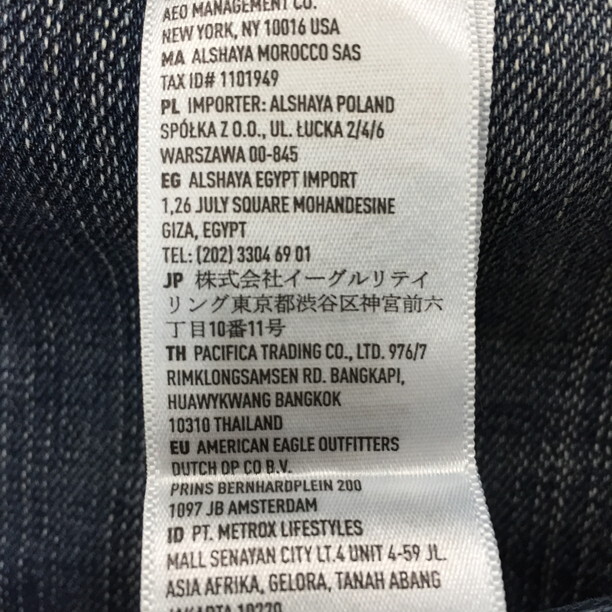 AEO MANAGEMENT CO.
NEW YORK, NY 10016 USA
MA ALSHAYA MOROCCO SAS
TAX ID# 1101949
PL IMPORTER: ALSHAYA POLAND
SPÓŁKA Z O.O., UL. ŁUCKA 2/4/6
WARSZAWA 00-845
EG ALSHAYA EGYPT IMPORT
1,26 JULY SQUARE MOHANDESINE
GIZA, EGYPT
TEL: (202) 3304 69 01
JP 株式会社イーグルリテイ
リング東京都渋谷区神宮前六
丁目10番11号
TH PACIFICA TRADING CO., LTD. 976/7
RIMKLONGSAMSEN RD. BANGKAPI,
HUAWYKWANG BANGKOK
10310 THAILAND
EU AMERICAN EAGLE OUTFITTERS
DUTCH OP CO B.V.
PRINS BERNHARDPLEIN 200
1097 JB AMSTERDAM
ID PT. METROX LIFESTYLES
MALL SENAYAN CITY LT.4 UNIT 4-59 JL.
ASIA AFRIKA, GELORA, TANAH ABANG
JAKARTA 10270